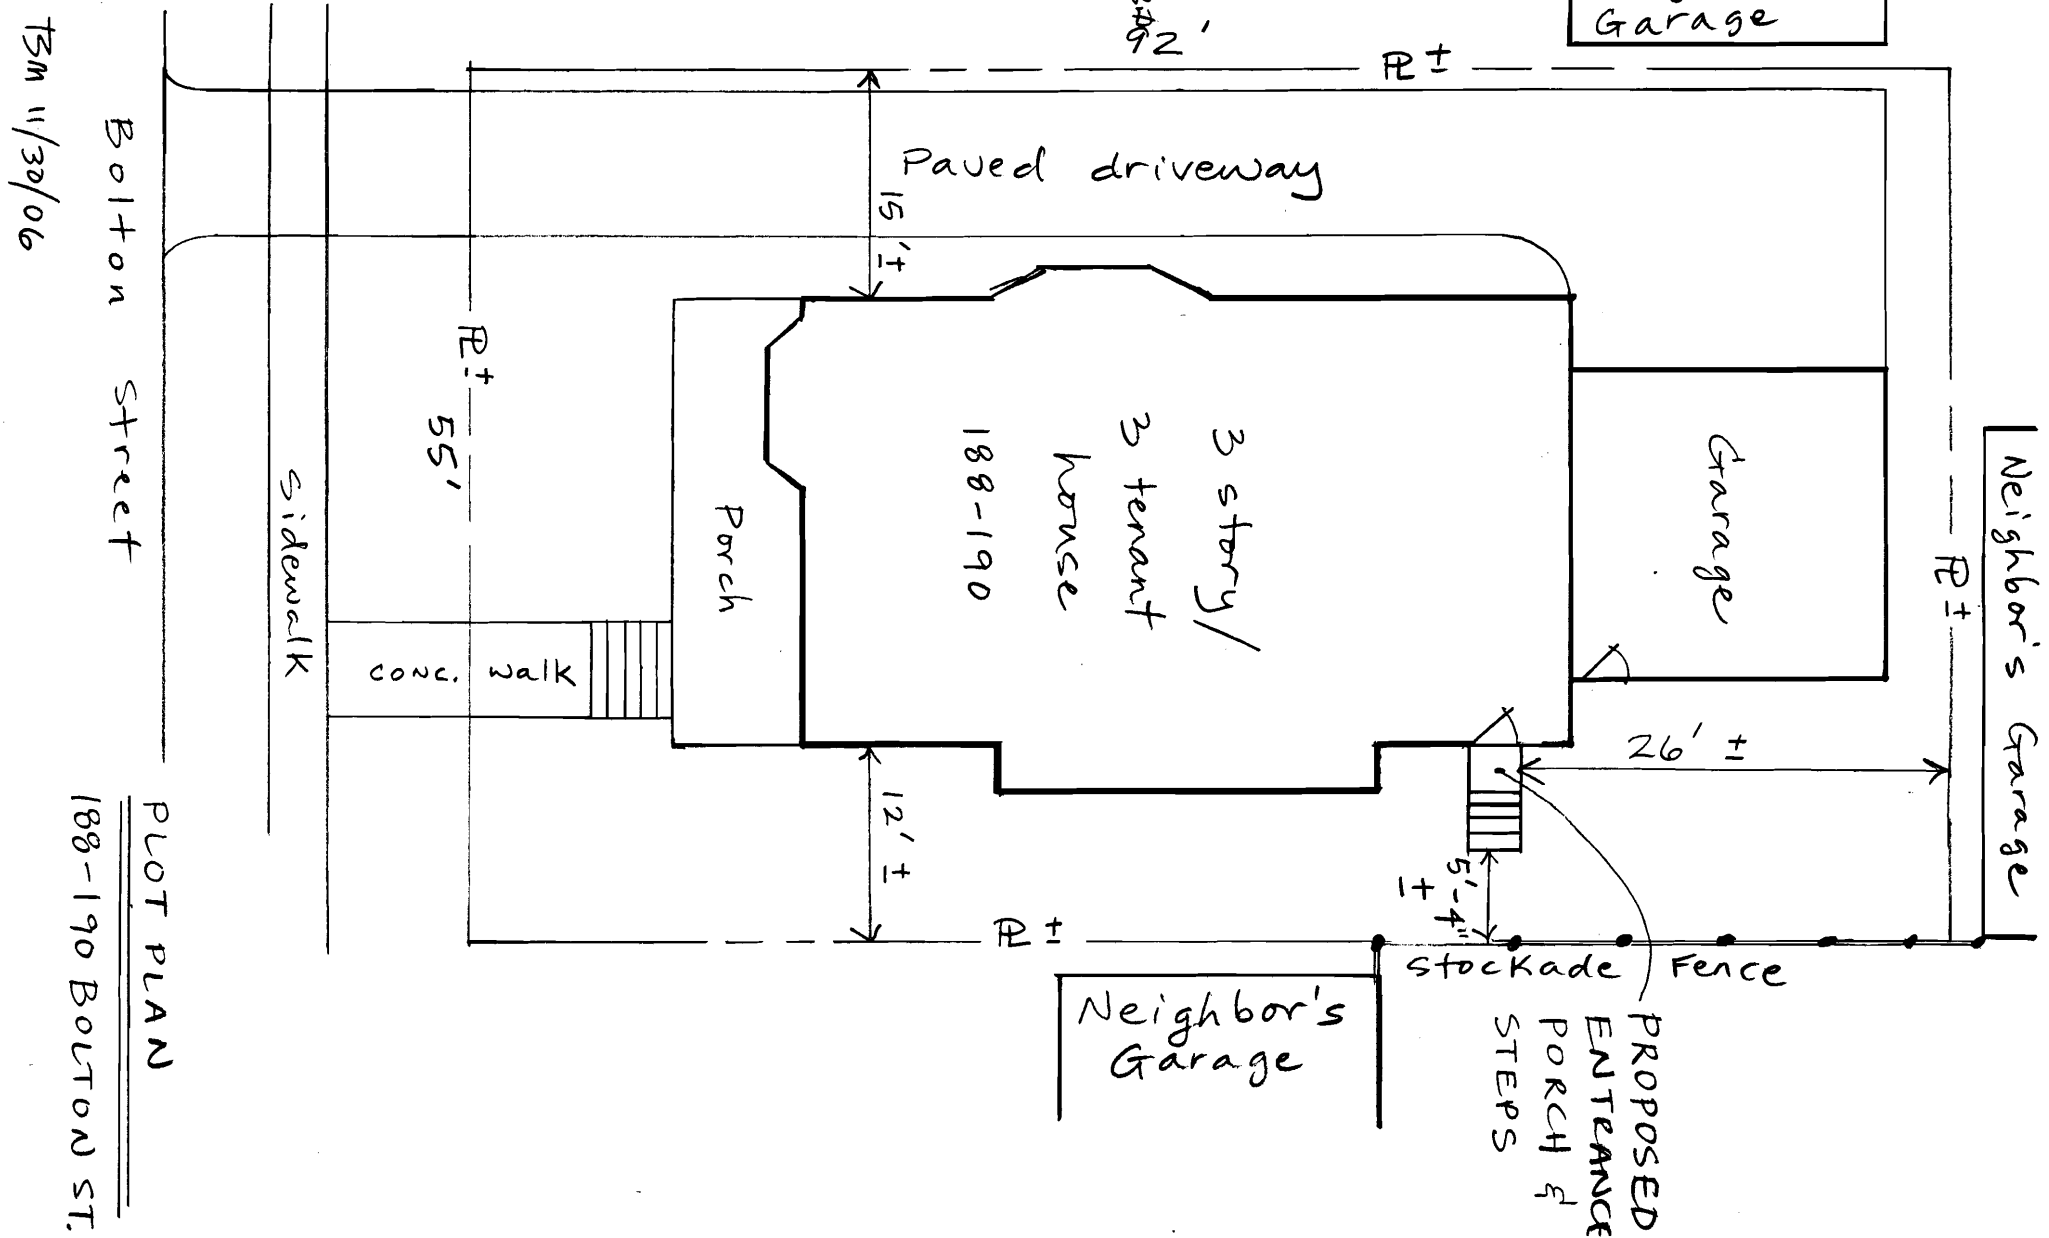 92'
Garage
PL ±
Paved driveway
15'±
PL ±
55'
Bolton Street
TBM 11/30/06
Sidewalk
conc. walk
Porch
3 story/
3 tenant
house
188-190
Garage
Neighbor's Garage
PL ±
26' ±
12' ±
5'-4"
±
PL ±
Stockade Fence
Neighbor's
Garage
PROPOSED
ENTRANCE
PORCH &
STEPS
PLOT PLAN
188-190 BOLTON ST.